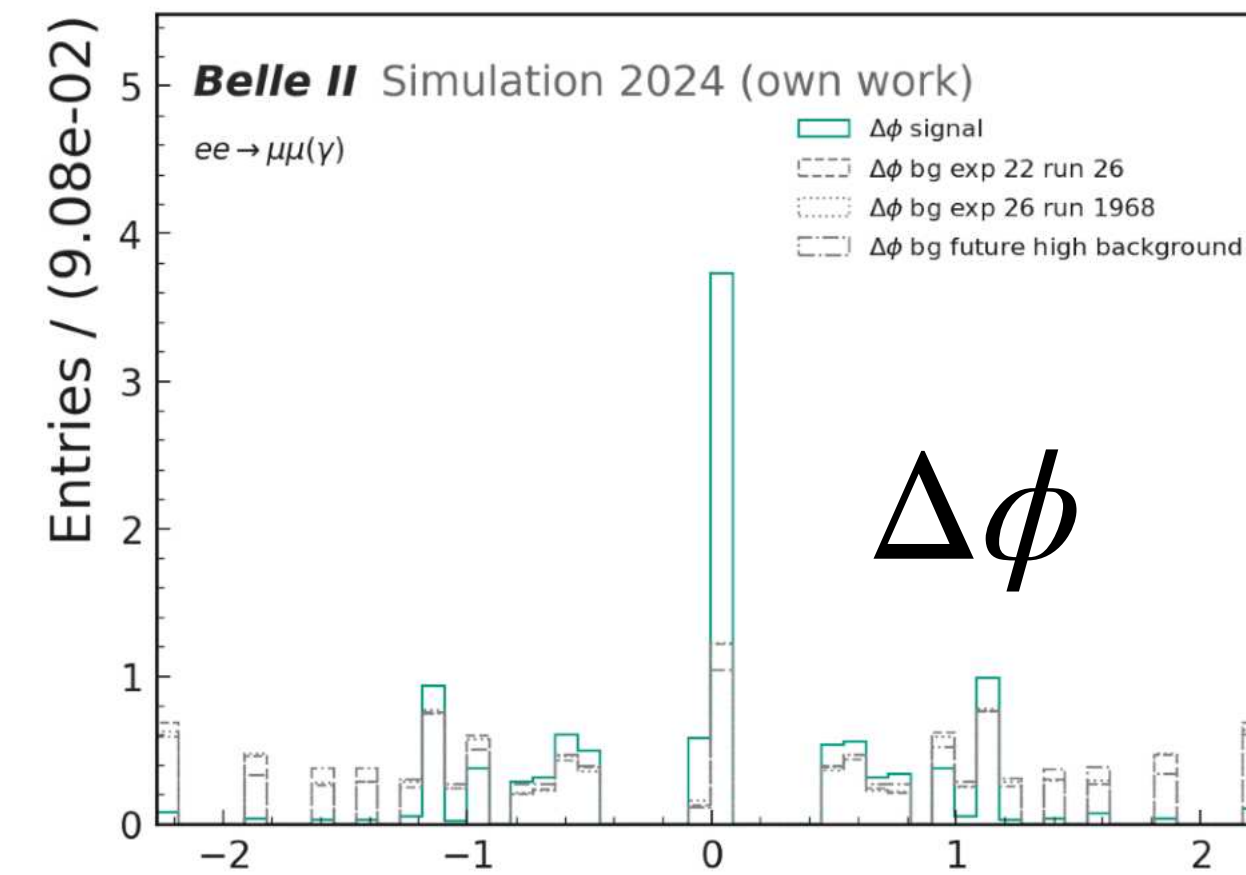 Entries / (9.08e-02)
5
4
3
2
1
0
Belle II Simulation 2024 (own work)
ee→μμ(γ)
Δϕ signal
Δϕ bg exp 22 run 26
Δϕ bg exp 26 run 1968
Δϕ bg future high background
Δϕ
−2 −1 0 1 2